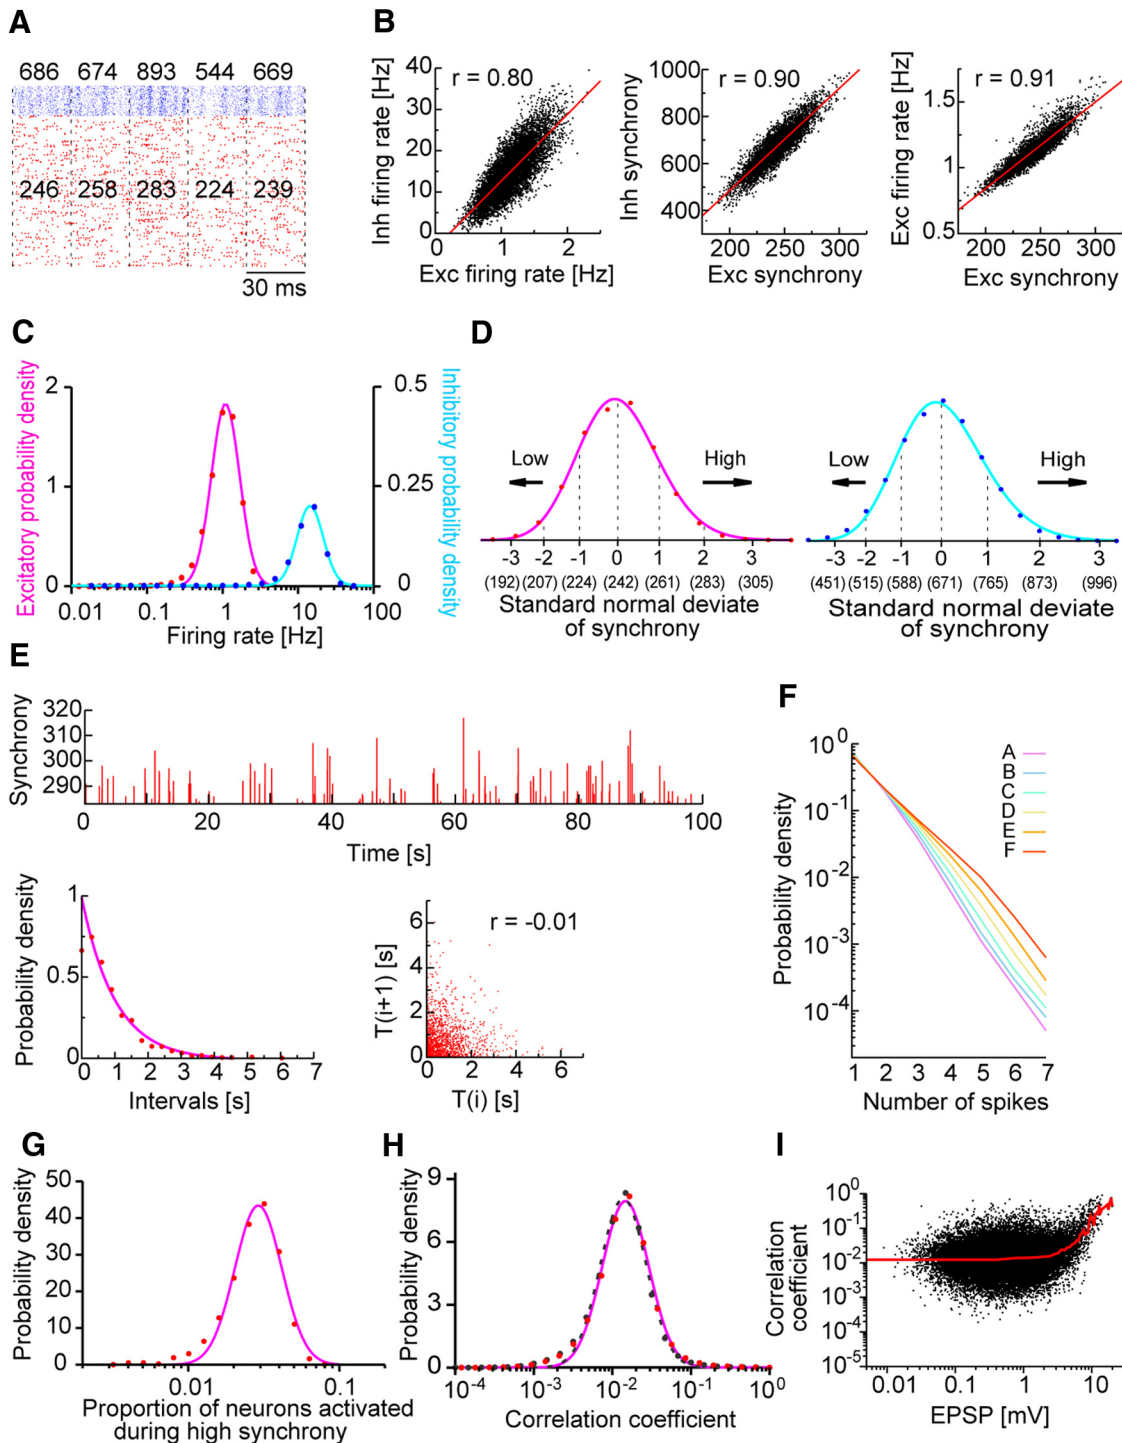 A
686 674 893 544 669
246 258 283 224 239
30 ms
B
Inh firing rate [Hz]
40
30
20
10
0
r = 0.80
0 1 2
Exc firing rate [Hz]
Inh synchrony
1000
800
600
400
r = 0.90
200 250 300
Exc synchrony
Exc firing rate [Hz]
1.5
1
0.5
r = 0.91
200 250 300
Exc synchrony
C
Excitatory probability density
2
1
0
Inhibitory probability density
0.5
0.25
0
0.01 0.1 1 10 100
Firing rate [Hz]
D
Low High
-3 -2 -1 0 1 2 3
(192) (207) (224) (242) (261) (283) (305)
Standard normal deviate
of synchrony
Low High
-3 -2 -1 0 1 2 3
(451) (515) (588) (671) (765) (873) (996)
Standard normal deviate
of synchrony
E
Synchrony
320
310
300
290
0 20 40 60 80 100
Time [s]
Probability density
1
0.5
0
0 1 2 3 4 5 6 7
Intervals [s]
T(i+1) [s]
6
4
2
0
r = -0.01
0 2 4 6
T(i) [s]
F
Probability density
10^0
10^-1
10^-2
10^-3
10^-4
A
B
C
D
E
F
1 2 3 4 5 6 7
Number of spikes
G
Probability density
50
40
30
20
10
0
0.01 0.1
Proportion of neurons activated
during high synchrony
H
Probability density
9
6
3
0
10^-4 10^-3 10^-2 10^-1 10^0
Correlation coefficient
I
Correlation
coefficient
10^0
10^-1
10^-2
10^-3
10^-4
10^-5
0.01 0.1 1 10
EPSP [mV]